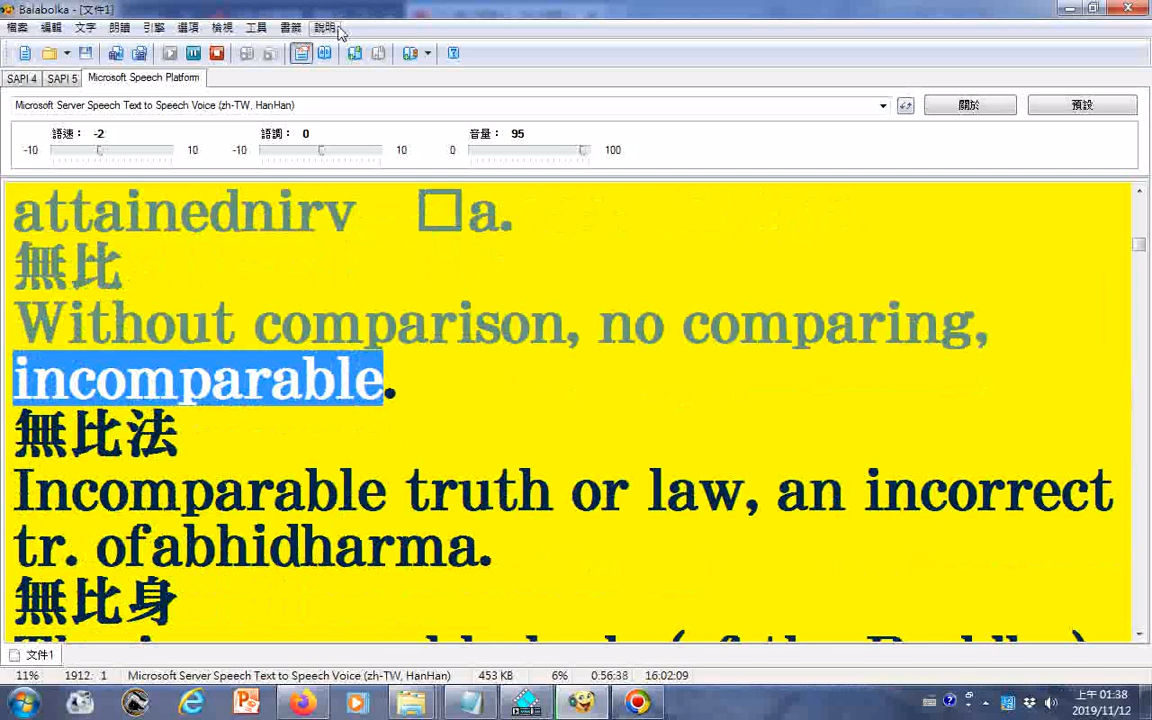 Balabolka - [文件1]
檔案 編輯 文字 朗讀 引擎 選項 檢視 工具 書籤 說明
SAPI 4 SAPI 5 Microsoft Speech Platform
Microsoft Server Speech Text to Speech Voice (zh-TW, HanHan) 關於 預設
語速： -2 語調： 0 音量： 95
-10 10 -10 10 0 100
attainednirv □a.
無比
Without comparison, no comparing,
incomparable.
無比法
Incomparable truth or law, an incorrect
tr. ofabhidharma.
無比身
文件1
11% 1912: 1 Microsoft Server Speech Text to Speech Voice (zh-TW, HanHan) 453 KB 6% 0:56:38 16:02:09
上午 01:38
2019/11/12